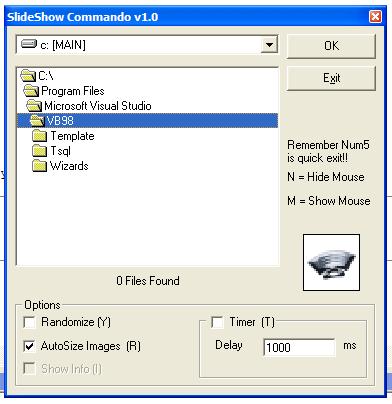 SlideShow Commando v1.0
c: [MAIN]
OK
Exit
C:\
Program Files
Microsoft Visual Studio
VB98
Template
Tsql
Wizards
Remember Num5
is quick exit!!
N = Hide Mouse
M = Show Mouse
0 Files Found
Options
Randomize (Y)
AutoSize Images (R)
Show Info (I)
Timer (T)
Delay 1000 ms